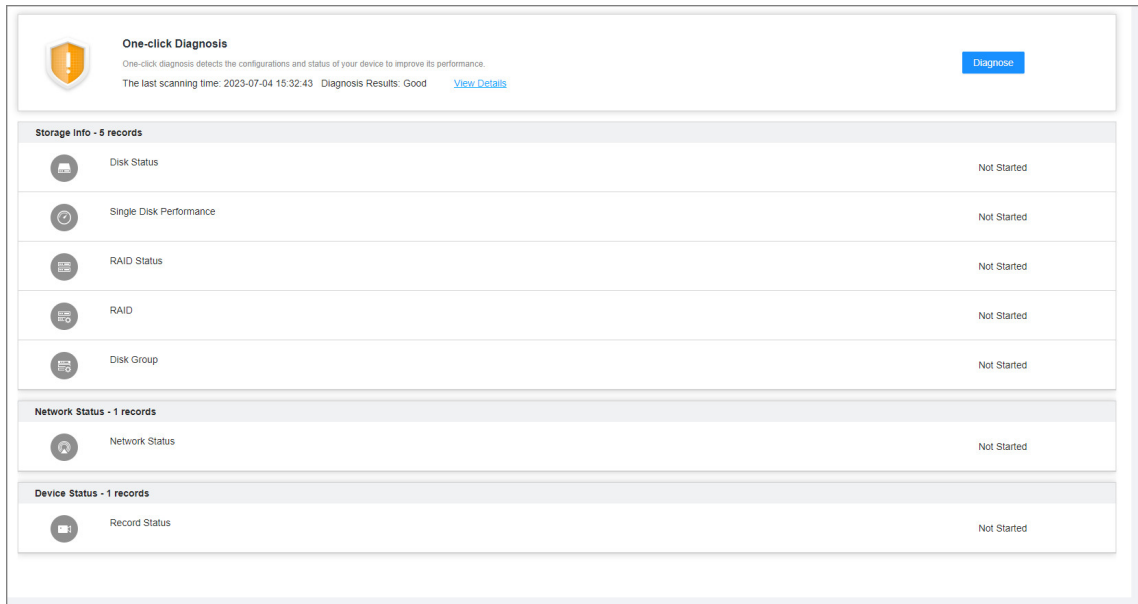 One-click Diagnosis
One-click diagnosis detects the configurations and status of your device to improve its performance.
The last scanning time: 2023-07-04 15:32:43 Diagnosis Results: Good View Details
Diagnose
Storage Info - 5 records
Disk Status
Not Started
Single Disk Performance
Not Started
RAID Status
Not Started
RAID
Not Started
Disk Group
Not Started
Network Status - 1 records
Network Status
Not Started
Device Status - 1 records
Record Status
Not Started